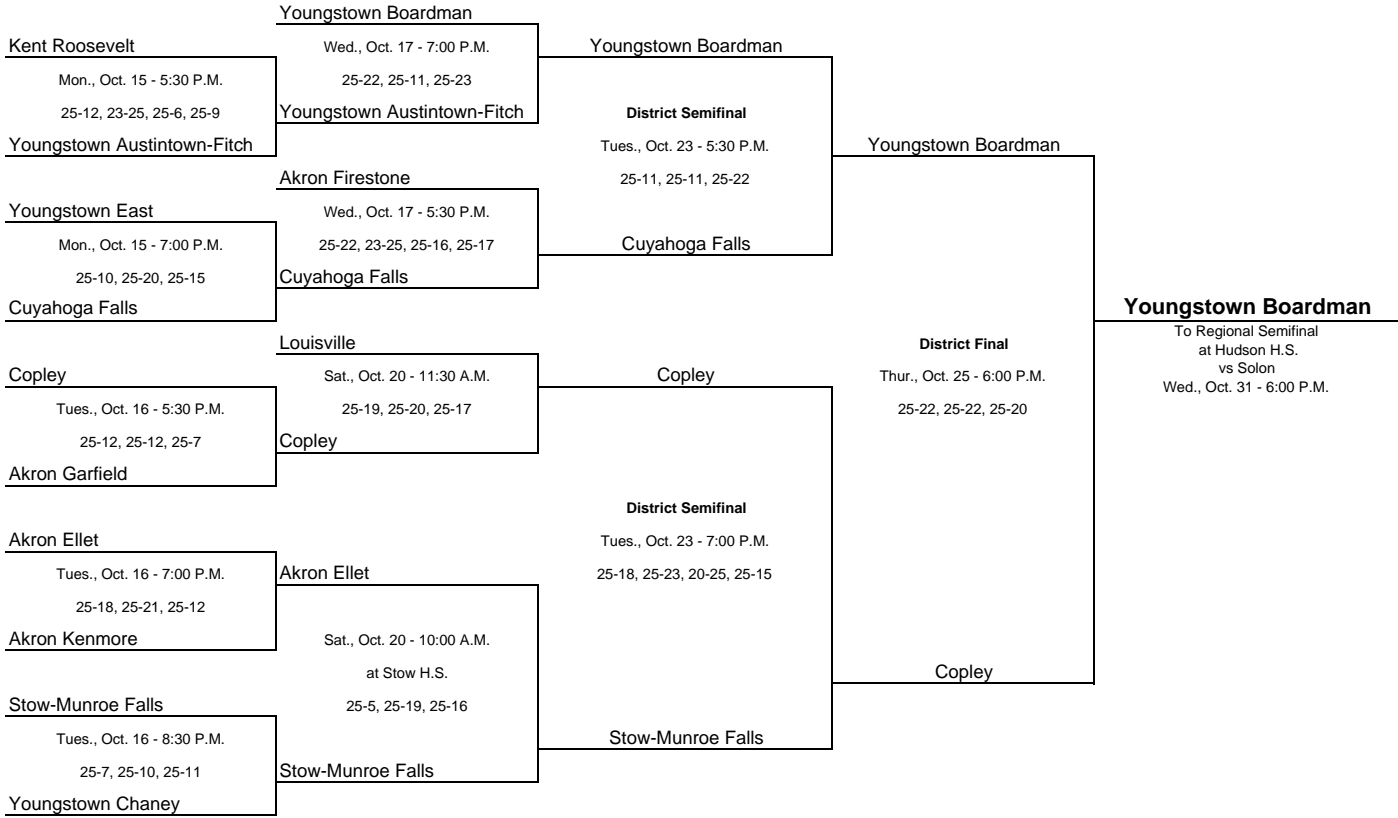 Youngstown Boardman
Kent Roosevelt
Wed., Oct. 17 - 7:00 P.M.
Youngstown Boardman
Mon., Oct. 15 - 5:30 P.M.
25-22, 25-11, 25-23
25-12, 23-25, 25-6, 25-9
Youngstown Austintown-Fitch
District Semifinal
Youngstown Austintown-Fitch
Tues., Oct. 23 - 5:30 P.M.
Youngstown Boardman
Akron Firestone
25-11, 25-11, 25-22
Youngstown East
Wed., Oct. 17 - 5:30 P.M.
Mon., Oct. 15 - 7:00 P.M.
25-22, 23-25, 25-16, 25-17
Cuyahoga Falls
25-10, 25-20, 25-15
Cuyahoga Falls
Cuyahoga Falls
Youngstown Boardman
To Regional Semifinal
Louisville
District Final
at Hudson H.S.
vs Solon
Copley
Sat., Oct. 20 - 11:30 A.M.
Copley
Thur., Oct. 25 - 6:00 P.M.
Wed., Oct. 31 - 6:00 P.M.
Tues., Oct. 16 - 5:30 P.M.
25-19, 25-20, 25-17
25-22, 25-22, 25-20
25-12, 25-12, 25-7
Copley
Akron Garfield
District Semifinal
Akron Ellet
Tues., Oct. 23 - 7:00 P.M.
Tues., Oct. 16 - 7:00 P.M.
Akron Ellet
25-18, 25-23, 20-25, 25-15
25-18, 25-21, 25-12
Akron Kenmore
Sat., Oct. 20 - 10:00 A.M.
at Stow H.S.
Copley
Stow-Munroe Falls
25-5, 25-19, 25-16
Tues., Oct. 16 - 8:30 P.M.
Stow-Munroe Falls
25-7, 25-10, 25-11
Stow-Munroe Falls
Youngstown Chaney